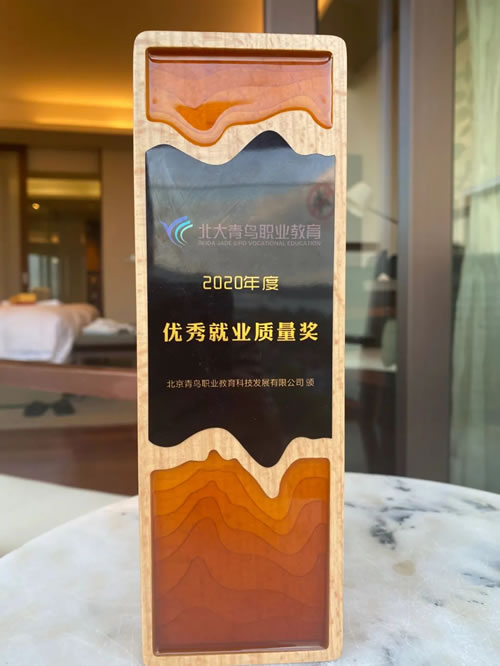 北大青鸟职业教育
BEIDA JADE BIRD VOCATIONAL EDUCATION
2020年度
优秀就业质量奖
北京青鸟职业教育科技发展有限公司 颁